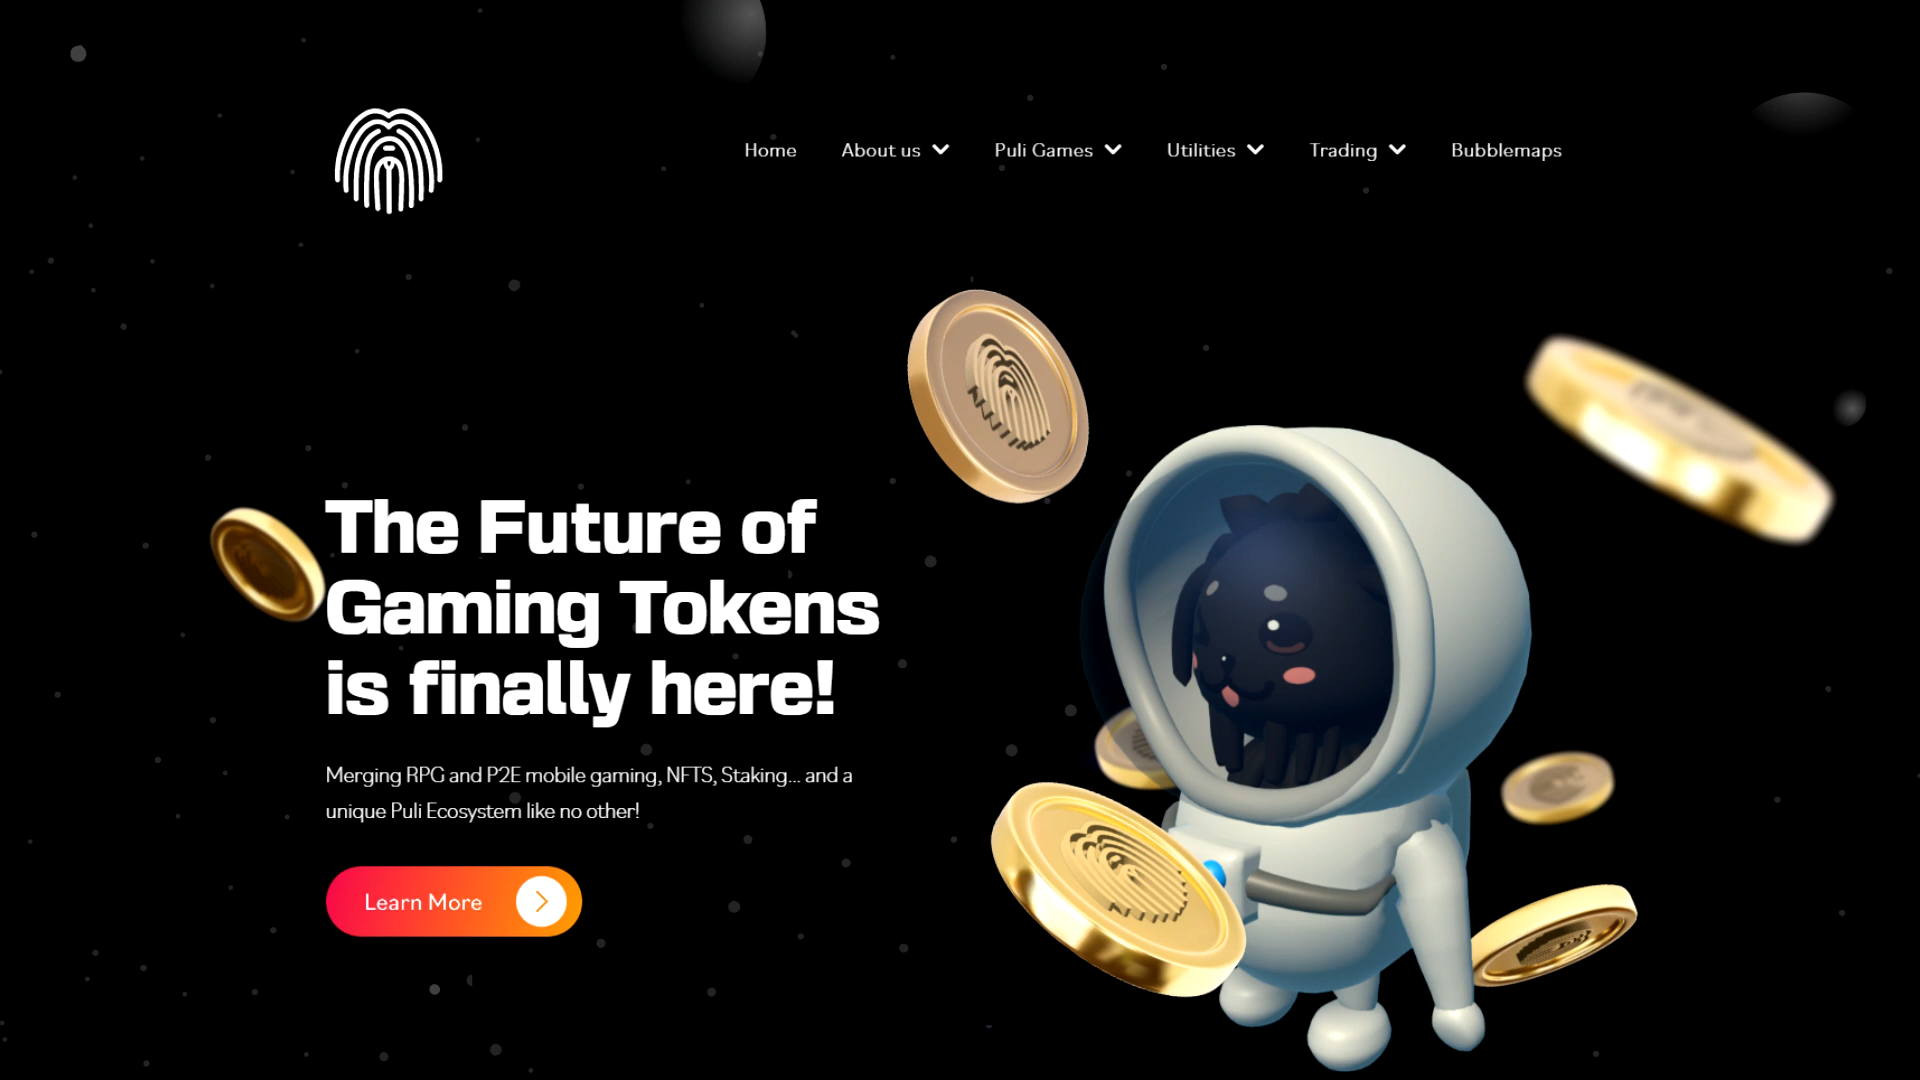 Home
About us
Puli Games
Utilities
Trading
Bubblemaps
The Future of
Gaming Tokens
is finally here!
Merging RPG and P2E mobile gaming, NFTS, Staking... and a
unique Puli Ecosystem like no other!
Learn More